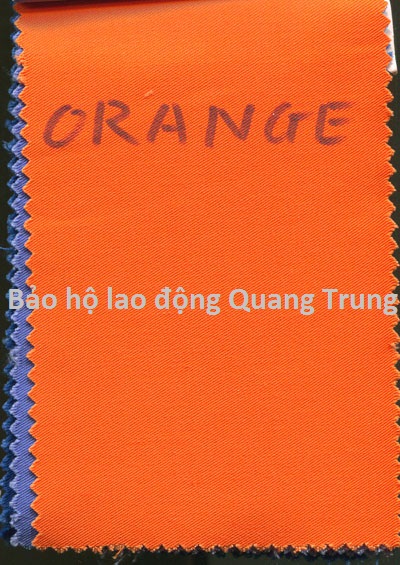 ORANGE
Bảo hộ lao động Quang Trung